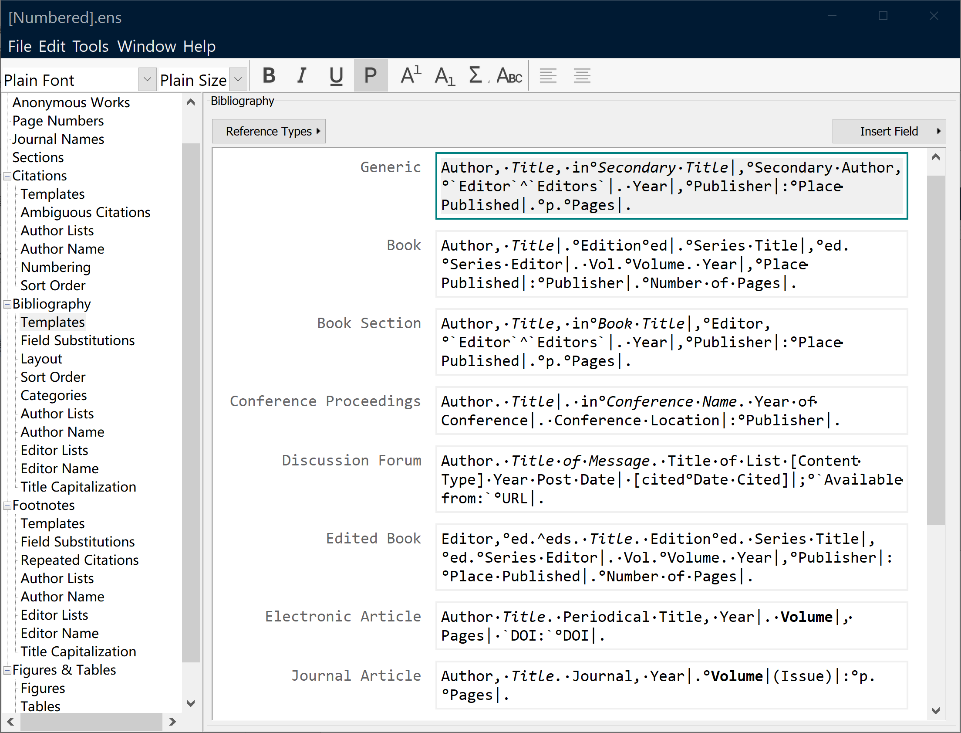 [Numbered].ens
File Edit Tools Window Help
Plain Font Plain Size B I U P A1 A1 Σ ABC
Anonymous Works
Page Numbers
Journal Names
Sections
Citations
Templates
Ambiguous Citations
Author Lists
Author Name
Numbering
Sort Order
Bibliography
Templates
Field Substitutions
Layout
Sort Order
Categories
Author Lists
Author Name
Editor Lists
Editor Name
Title Capitalization
Footnotes
Templates
Field Substitutions
Repeated Citations
Author Lists
Author Name
Editor Lists
Editor Name
Title Capitalization
Figures & Tables
Figures
Tables
Bibliography
Reference Types Insert Field
Generic
Author,·Title,·in°Secondary·Title|,°Secondary·Author,
°`Editor`^`Editors`|.·Year|,°Publisher|:°Place·
Published|.°p.°Pages|.
Book
Author,·Title|.°Edition°ed|.°Series·Title|,°ed.
°Series·Editor|.·Vol.°Volume.·Year|,°Place·
Published|:°Publisher|.°Number·of·Pages|.
Book Section
Author,·Title,·in°Book·Title|,°Editor,
°`Editor`^`Editors`|.·Year|,°Publisher|:°Place·
Published|.°p.°Pages|.
Conference Proceedings
Author.·Title|.·in°Conference·Name.·Year·of·
Conference|.·Conference·Location|:°Publisher|.
Discussion Forum
Author.·Title·of·Message.·Title·of·List·[Content·
Type]·Year·Post·Date|·[cited°Date·Cited]|;°`Available·
from:`°URL|.
Edited Book
Editor,°ed.^eds.·Title.·Edition°ed.·Series·Title|,
°ed.°Series·Editor|.·Vol.°Volume.·Year|,°Publisher|:
°Place·Published|.°Number·of·Pages|.
Electronic Article
Author·Title.·Periodical·Title,·Year|.·Volume|,·
Pages|·`DOI:`°DOI|.
Journal Article
Author,·Title.·Journal,·Year|.°Volume|(Issue)|:°p.
°Pages|.